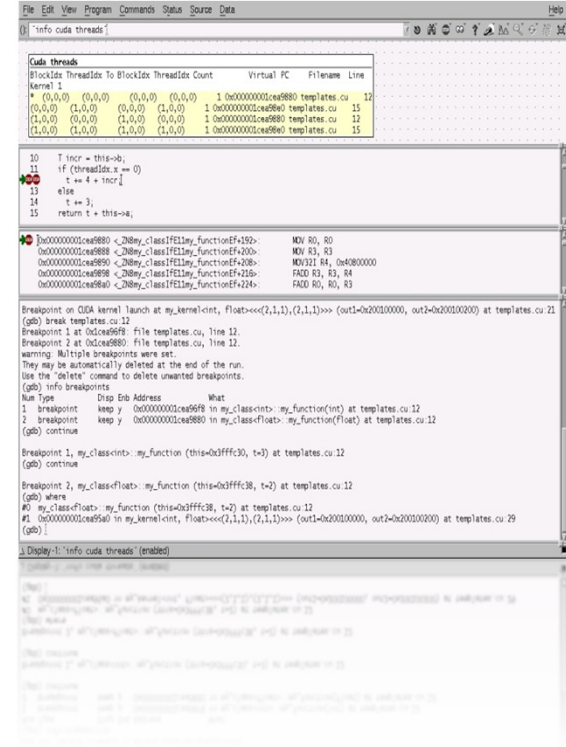 File Edit View Program Commands Status Source Data Help
(): `info cuda threads`
Cuda threads
BlockIdx ThreadIdx To BlockIdx ThreadIdx Count Virtual PC Filename Line
Kernel 1
* (0,0,0) (0,0,0) (0,0,0) (0,0,0) 1 0x000000001cea9880 templates.cu 12
(0,0,0) (1,0,0) (0,0,0) (1,0,0) 1 0x000000001cea98e0 templates.cu 15
(1,0,0) (0,0,0) (1,0,0) (0,0,0) 1 0x000000001cea9880 templates.cu 12
(1,0,0) (1,0,0) (1,0,0) (1,0,0) 1 0x000000001cea98e0 templates.cu 15
10 T incr = this->b;
11 if (threadIdx.x == 0)
t += 4 + incr;
13 else
14 t += 3;
15 return t + this->a;
0x000000001cea9880 <_ZN8my_classIfE11my_functionEf+192>: MOV R0, R0
0x000000001cea9888 <_ZN8my_classIfE11my_functionEf+200>: MOV R3, R3
0x000000001cea9890 <_ZN8my_classIfE11my_functionEf+208>: MOV32I R4, 0x40800000
0x000000001cea9898 <_ZN8my_classIfE11my_functionEf+216>: FADD R3, R3, R4
0x000000001cea98a0 <_ZN8my_classIfE11my_functionEf+224>: FADD R0, R0, R3
Breakpoint on CUDA kernel launch at my_kernel<int, float><<<(2,1,1),(2,1,1)>>> (out1=0x200100000, out2=0x200100200) at templates.cu:21
(gdb) break templates.cu:12
Breakpoint 1 at 0x1cea96f8: file templates.cu, line 12.
Breakpoint 2 at 0x1cea9880: file templates.cu, line 12.
warning: Multiple breakpoints were set.
They may be automatically deleted at the end of the run.
Use the "delete" command to delete unwanted breakpoints.
(gdb) info breakpoints
Num Type Disp Enb Address What
1 breakpoint keep y 0x000000001cea96f8 in my_class<int>::my_function(int) at templates.cu:12
2 breakpoint keep y 0x000000001cea9880 in my_class<float>::my_function(float) at templates.cu:12
(gdb) continue
Breakpoint 1, my_class<int>::my_function (this=0x3fffc30, t=3) at templates.cu:12
(gdb) continue
Breakpoint 2, my_class<float>::my_function (this=0x3fffc38, t=2) at templates.cu:12
(gdb) where
#0 my_class<float>::my_function (this=0x3fffc38, t=2) at templates.cu:12
#1 0x000000001cea95a0 in my_kernel<int, float><<<(2,1,1),(2,1,1)>>> (out1=0x200100000, out2=0x200100200) at templates.cu:29
(gdb)
Display-1: `info cuda threads` (enabled)